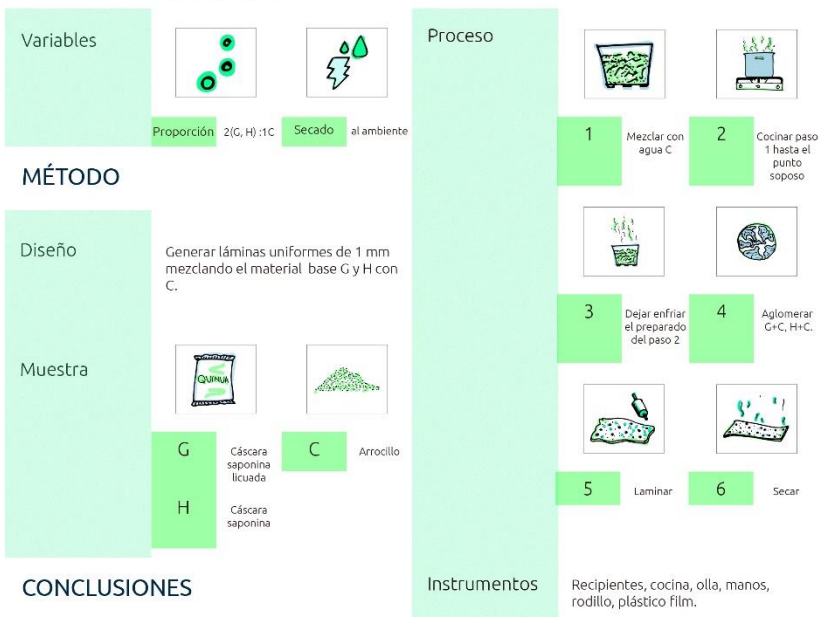 Variables
Proporción
2(G, H) :1C
Secado
al ambiente
MÉTODO
Diseño
Generar láminas uniformes de 1 mm
mezclando el material base G y H con
C.
Muestra
QUINUA
G
Cáscara
saponina
licuada
C
Arrocillo
H
Cáscara
saponina
CONCLUSIONES
Proceso
1
Mezclar con
agua C
2
Cocinar paso
1 hasta el
punto
soposo
3
Dejar enfriar
el preparado
del paso 2
4
Aglomerar
G+C, H+C.
5
Laminar
6
Secar
Instrumentos
Recipientes, cocina, olla, manos,
rodillo, plástico film.